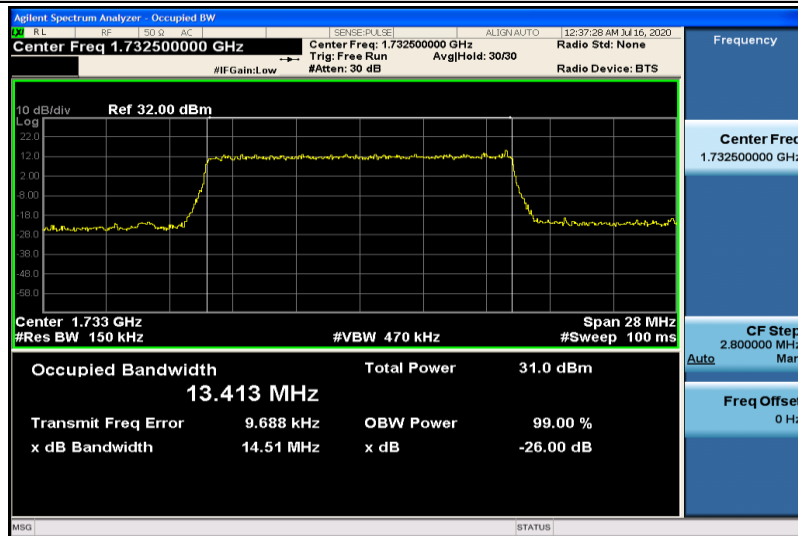 Agilent Spectrum Analyzer - Occupied BW
LXI RL RF 50 Ω AC SENSE:PULSE ALIGN AUTO 12:37:28 AM Jul 16, 2020
Center Freq 1.732500000 GHz
Center Freq: 1.732500000 GHz
Radio Std: None
Trig: Free Run Avg|Hold: 30/30
#IFGain:Low
#Atten: 30 dB
Radio Device: BTS
10 dB/div Ref 32.00 dBm
Log
22.0
12.0
2.00
-8.00
-18.0
-28.0
-38.0
-48.0
-58.0
Center 1.733 GHz Span 28 MHz
#Res BW 150 kHz #VBW 470 kHz #Sweep 100 ms
Occupied Bandwidth Total Power 31.0 dBm
13.413 MHz
Transmit Freq Error 9.688 kHz OBW Power 99.00 %
x dB Bandwidth 14.51 MHz x dB -26.00 dB
MSG STATUS
Frequency
Center Freq
1.732500000 GHz
CF Step
2.800000 MHz
Auto Man
Freq Offset
0 Hz